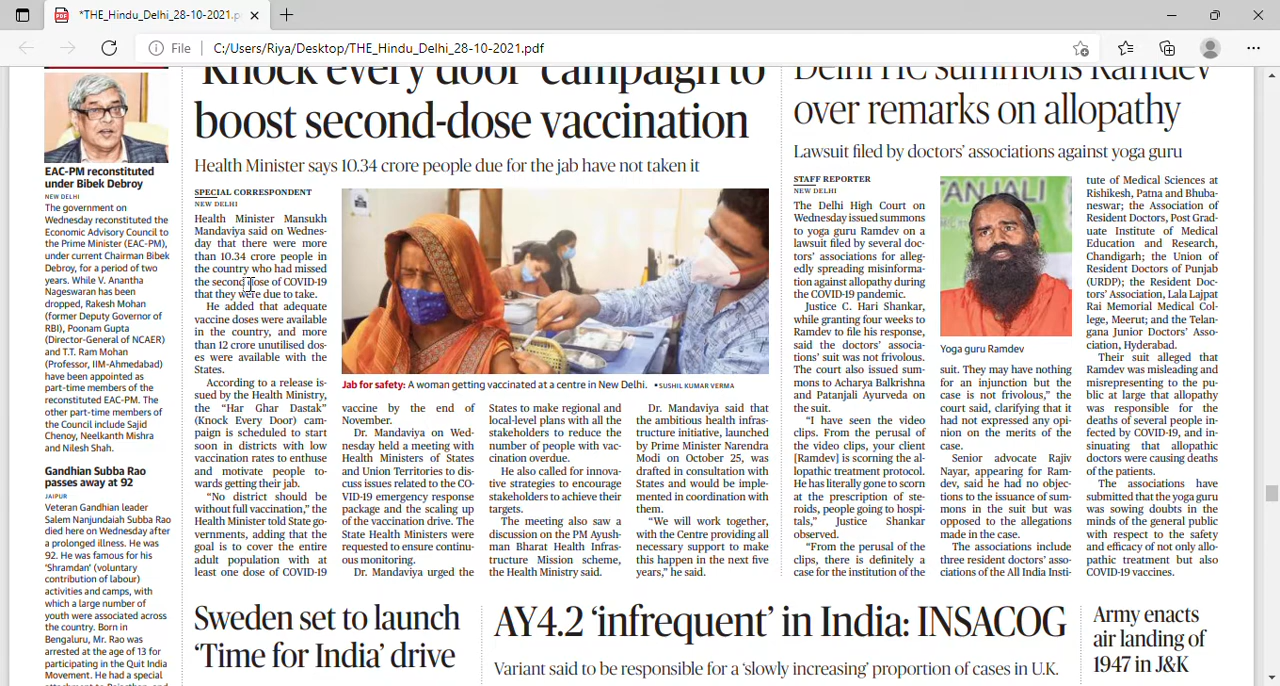 *THE_Hindu_Delhi_28-10-2021.p
File
C:/Users/Riya/Desktop/THE_Hindu_Delhi_28-10-2021.pdf
EAC-PM reconstituted
under Bibek Debroy
NEW DELHI
The government on
Wednesday reconstituted the
Economic Advisory Council to
the Prime Minister (EAC-PM),
under current Chairman Bibek
Debroy, for a period of two
years. While V. Anantha
Nageswaran has been
dropped, Rakesh Mohan
(former Deputy Governor of
RBI), Poonam Gupta
(Director-General of NCAER)
and T.T. Ram Mohan
(Professor, IIM-Ahmedabad)
have been appointed as
part-time members of the
reconstituted EAC-PM. The
other part-time members of
the Council include Sajid
Chenoy, Neelkanth Mishra
and Nilesh Shah.
Gandhian Subba Rao
passes away at 92
JAIPUR
Veteran Gandhian leader
Salem Nanjundaiah Subba Rao
died here on Wednesday after
a prolonged illness. He was
92. He was famous for his
'Shramdan' (voluntary
contribution of labour)
activities and camps, with
which a large number of
youth were associated across
the country. Born in
Bengaluru, Mr. Rao was
arrested at the age of 13 for
participating in the Quit India
Movement. He had a special
'Knock every door' campaign to
boost second-dose vaccination
Health Minister says 10.34 crore people due for the jab have not taken it
SPECIAL CORRESPONDENT
NEW DELHI
Health Minister Mansukh
Mandaviya said on Wednes-
day that there were more
than 10.34 crore people in
the country who had missed
the second dose of COVID-19
that they were due to take.
He added that adequate
vaccine doses were available
in the country, and more
than 12 crore unutilised dos-
es were available with the
States.
According to a release is-
sued by the Health Ministry,
the "Har Ghar Dastak"
(Knock Every Door) cam-
paign is scheduled to start
soon in districts with low
vaccination rates to enthuse
and motivate people to-
wards getting their jab.
"No district should be
without full vaccination," the
Health Minister told State go-
vernments, adding that the
goal is to cover the entire
adult population with at
least one dose of COVID-19
Jab for safety: A woman getting vaccinated at a centre in New Delhi. •SUSHIL KUMAR VERMA
vaccine by the end of
November.
Dr. Mandaviya on Wed-
nesday held a meeting with
Health Ministers of States
and Union Territories to dis-
cuss issues related to the CO-
VID-19 emergency response
package and the scaling up
of the vaccination drive. The
State Health Ministers were
requested to ensure continu-
ous monitoring.
Dr. Mandaviya urged the
States to make regional and
local-level plans with all the
stakeholders to reduce the
number of people with vac-
cination overdue.
He also called for innova-
tive strategies to encourage
stakeholders to achieve their
targets.
The meeting also saw a
discussion on the PM Ayush-
man Bharat Health Infras-
tructure Mission scheme,
the Health Ministry said.
Dr. Mandaviya said that
the ambitious health infras-
tructure initiative, launched
by Prime Minister Narendra
Modi on October 25, was
drafted in consultation with
States and would be imple-
mented in coordination with
them.
"We will work together,
with the Centre providing all
necessary support to make
this happen in the next five
years," he said.
Delhi HC summons Ramdev
over remarks on allopathy
Lawsuit filed by doctors' associations against yoga guru
STAFF REPORTER
NEW DELHI
The Delhi High Court on
Wednesday issued summons
to yoga guru Ramdev on a
lawsuit filed by several doc-
tors' associations for alleg-
edly spreading misinforma-
tion against allopathy during
the COVID-19 pandemic.
Justice C. Hari Shankar,
while granting four weeks to
Ramdev to file his response,
said the doctors' associa-
tions' suit was not frivolous.
The court also issued sum-
mons to Acharya Balkrishna
and Patanjali Ayurveda on
the suit.
"I have seen the video
clips. From the perusal of
the video clips, your client
[Ramdev] is scorning the al-
lopathic treatment protocol.
He has literally gone to scorn
at the prescription of ste-
roids, people going to hospi-
tals," Justice Shankar
observed.
"From the perusal of the
clips, there is definitely a
case for the institution of the
TANJALI
Yoga guru Ramdev
suit. They may have nothing
for an injunction but the
case is not frivolous," the
court said, clarifying that it
had not expressed any opi-
nion on the merits of the
case.
Senior advocate Rajiv
Nayar, appearing for Ram-
dev, said he had no objec-
tions to the issuance of sum-
mons in the suit but was
opposed to the allegations
made in the case.
The associations include
three resident doctors' asso-
ciations of the All India Insti-
tute of Medical Sciences at
Rishikesh, Patna and Bhuba-
neswar; the Association of
Resident Doctors, Post Grad-
uate Institute of Medical
Education and Research,
Chandigarh; the Union of
Resident Doctors of Punjab
(URDP); the Resident Doc-
tors' Association, Lala Lajpat
Rai Memorial Medical Col-
lege, Meerut; and the Telan-
gana Junior Doctors' Asso-
ciation, Hyderabad.
Their suit alleged that
Ramdev was misleading and
misrepresenting to the pu-
blic at large that allopathy
was responsible for the
deaths of several people in-
fected by COVID-19, and in-
sinuating that allopathic
doctors were causing deaths
of the patients.
The associations have
submitted that the yoga guru
was sowing doubts in the
minds of the general public
with respect to the safety
and efficacy of not only allo-
pathic treatment but also
COVID-19 vaccines.
Sweden set to launch
'Time for India' drive
AY4.2 'infrequent' in India: INSACOG
Variant said to be responsible for a 'slowly increasing' proportion of cases in U.K.
Army enacts
air landing of
1947 in J&K